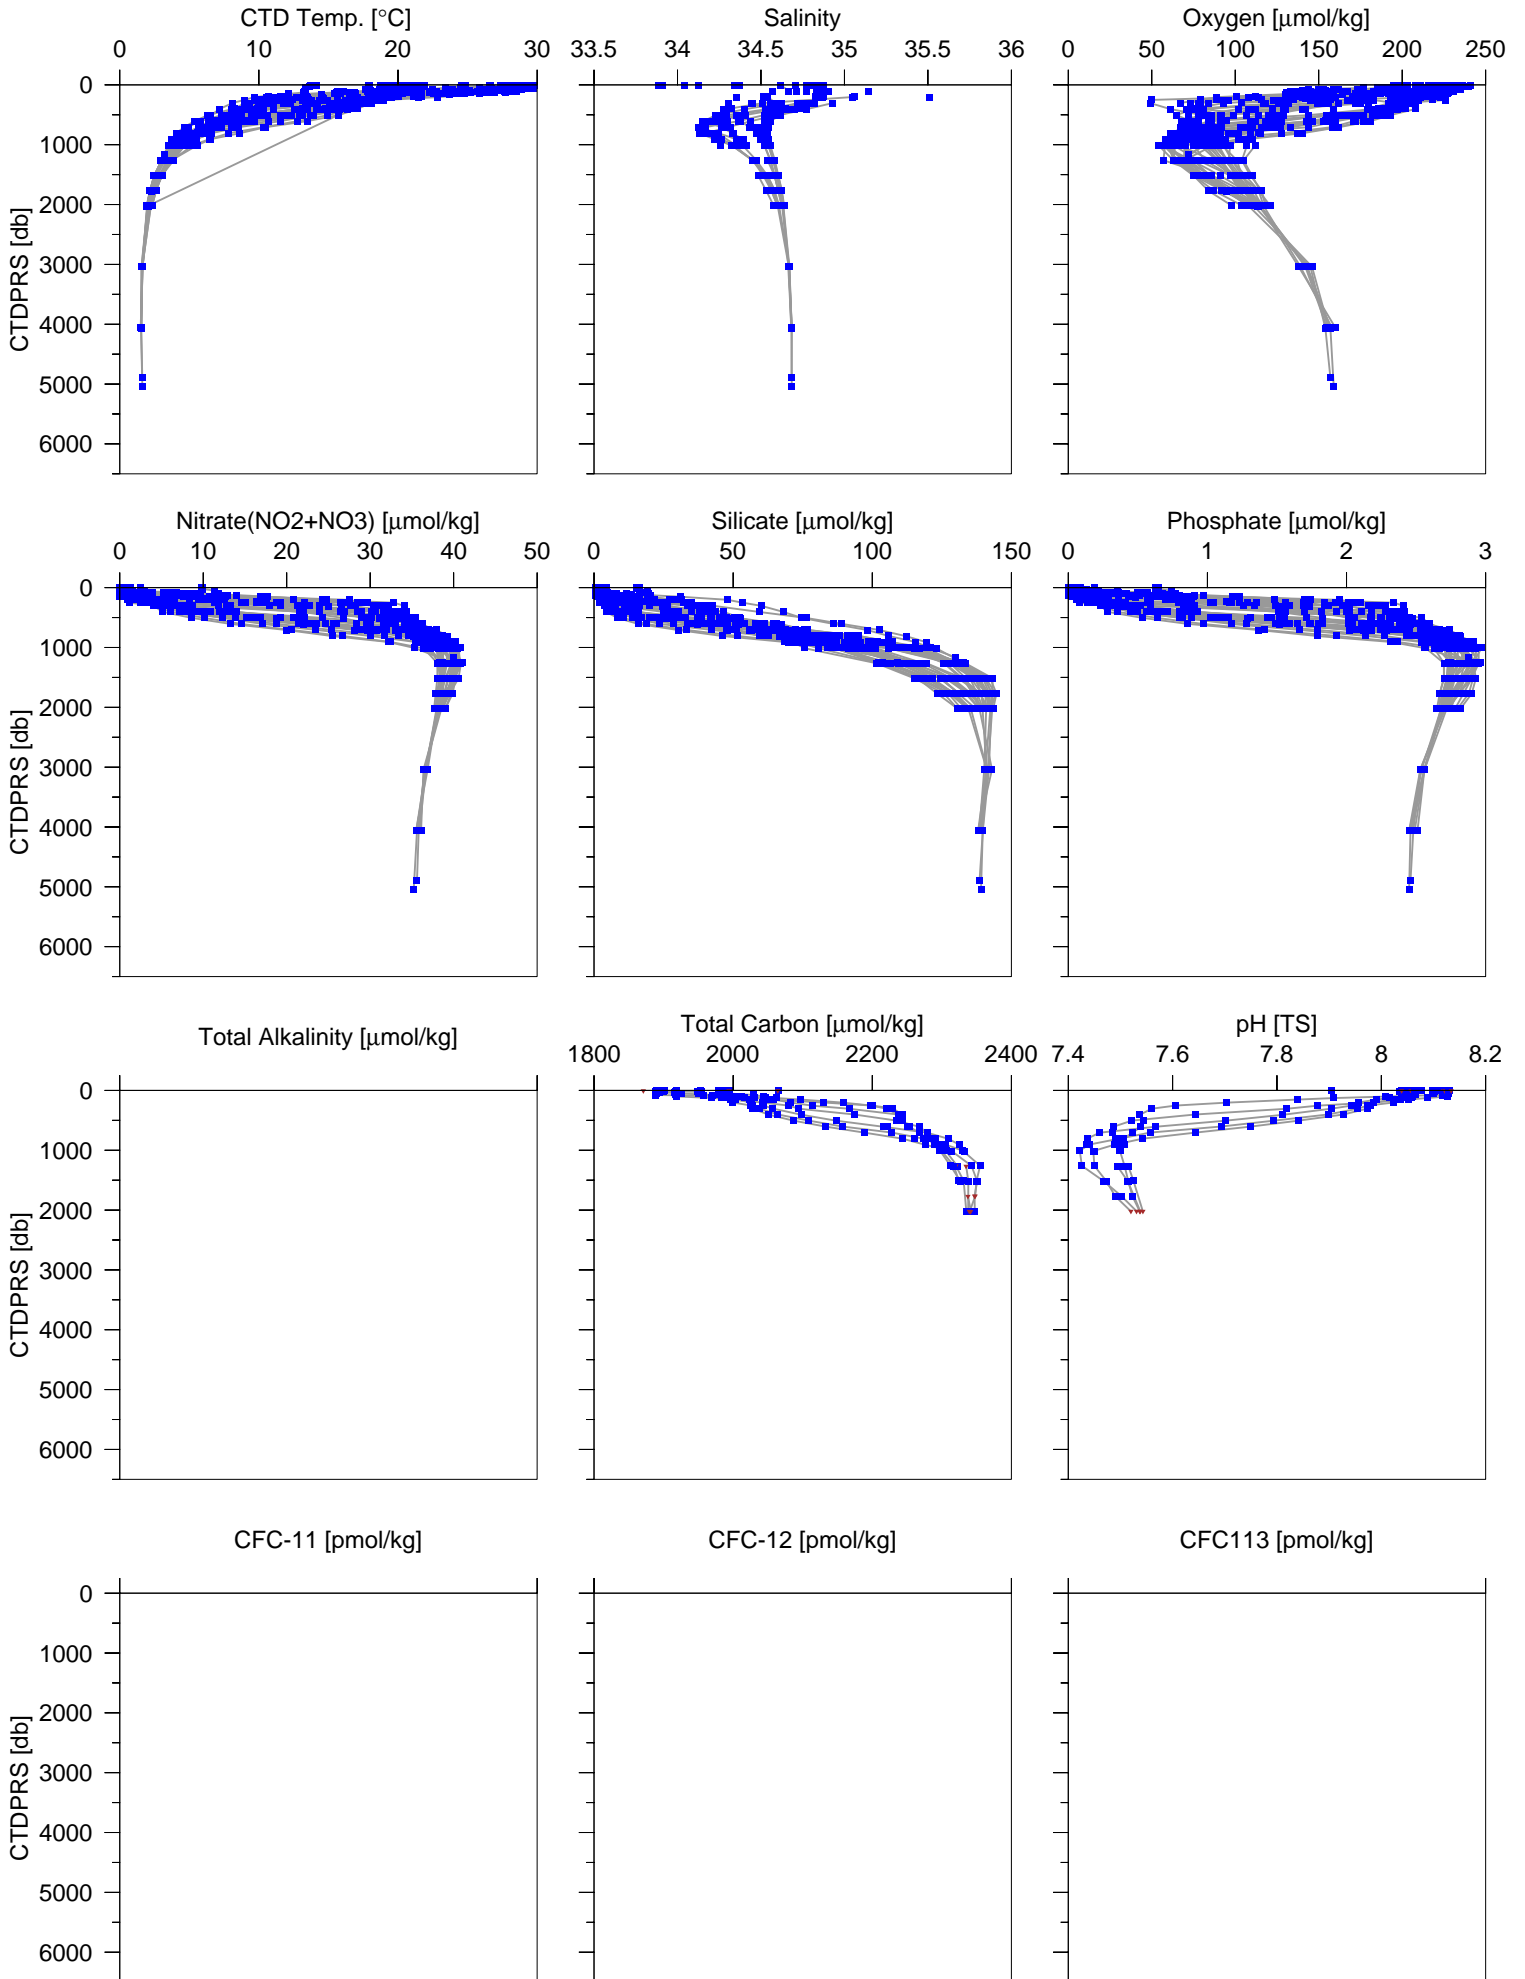 CTD Temp. [°C] Salinity Oxygen [μmol/kg]
0 10 20 30 33.5 34 34.5 35 35.5 36 0 50 100 150 200 250
0
1000
2000
3000
4000
5000
6000
CTDPRS [db]
Nitrate(NO2+NO3) [μmol/kg] Silicate [μmol/kg] Phosphate [μmol/kg]
0 10 20 30 40 50 0 50 100 150 0 1 2 3
0
1000
2000
3000
4000
5000
6000
CTDPRS [db]
Total Alkalinity [μmol/kg] Total Carbon [μmol/kg] pH [TS]
1800 2000 2200 2400 7.4 7.6 7.8 8 8.2
0
1000
2000
3000
4000
5000
6000
CTDPRS [db]
CFC-11 [pmol/kg] CFC-12 [pmol/kg] CFC113 [pmol/kg]
0
1000
2000
3000
4000
5000
6000
CTDPRS [db]